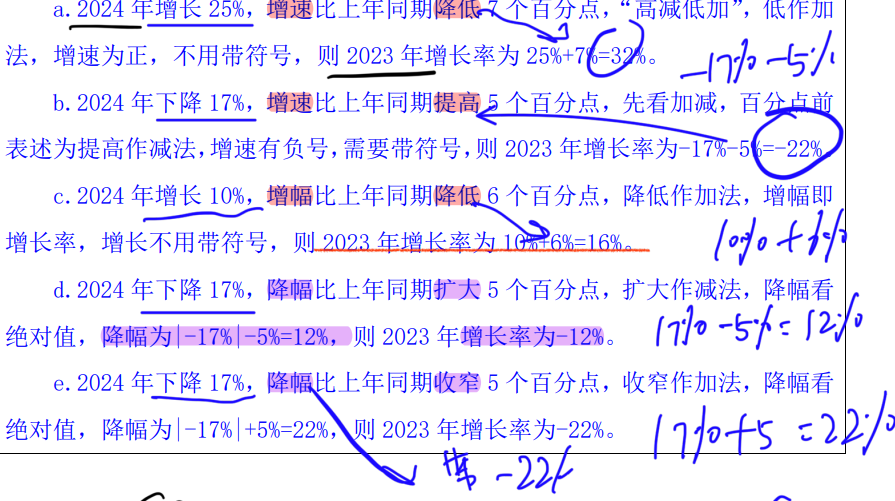 a.2024 年增长 25%，增速比上年同期降低 7 个百分点，“高减低加”，低作加
法，增速为正，不用带符号，则 2023 年增长率为 25%+7%=32%。
-17% -5%
b.2024 年下降 17%，增速比上年同期提高 5 个百分点，先看加减，百分点前
表述为提高作减法，增速有负号，需要带符号，则 2023 年增长率为-17%-5%=-22%。
c.2024 年增长 10%，增幅比上年同期降低 6 个百分点，降低作加法，增幅即
增长率，增长不用带符号，则 2023 年增长率为 10%+6%=16%。
10% + 6%
d.2024 年下降 17%，降幅比上年同期扩大 5 个百分点，扩大作减法，降幅看
绝对值，降幅为|-17%|-5%=12%，则 2023 年增长率为-12%。
17% -5% = 12%
e.2024 年下降 17%，降幅比上年同期收窄 5 个百分点，收窄作加法，降幅看
绝对值，降幅为|-17%|+5%=22%，则 2023 年增长率为-22%。
17%+5 =22%
-22%